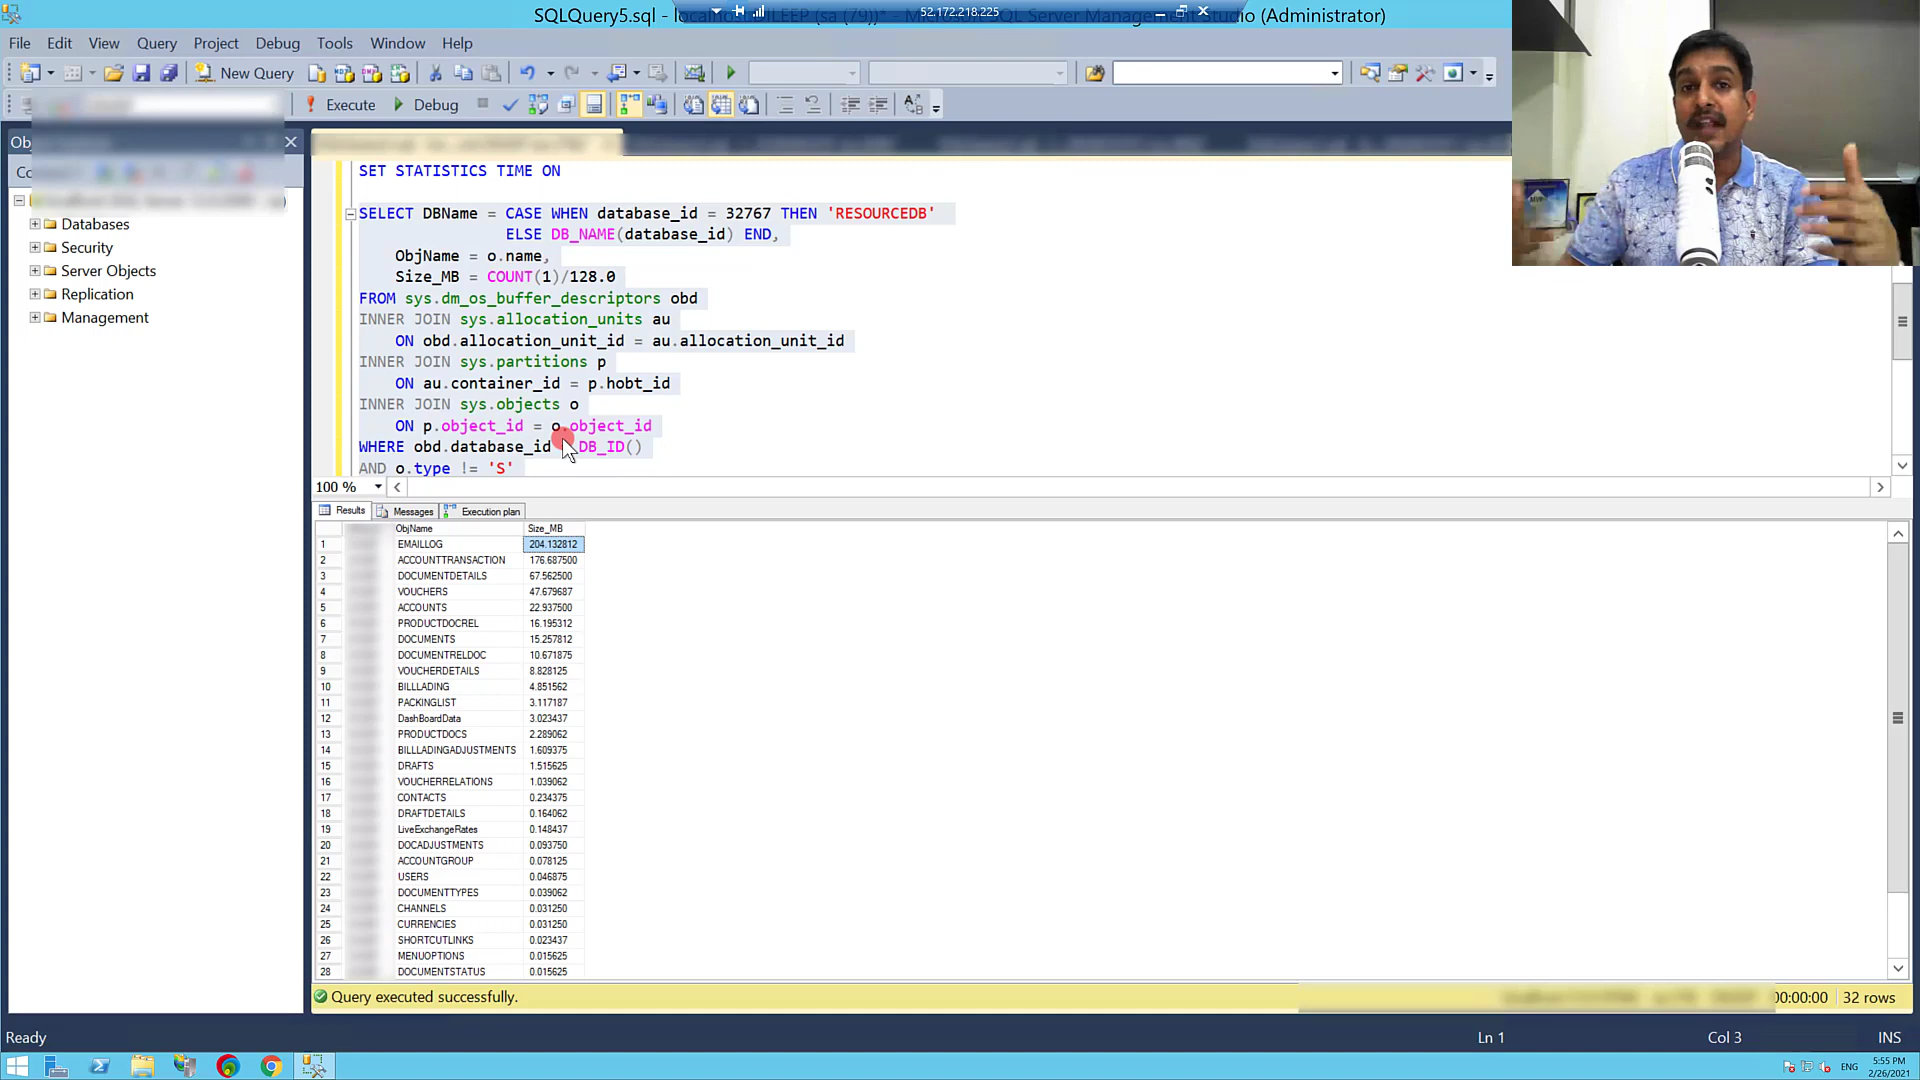 SQLQuery5.sql - (sa (79))* - Server Management Studio (Administrator)
52.172.218.225
File Edit View Query Project Debug Tools Window Help
New Query
Execute Debug
SET STATISTICS TIME ON
SELECT DBName = CASE WHEN database_id = 32767 THEN 'RESOURCEDB'
ELSE DB_NAME(database_id) END,
ObjName = o.name,
Size_MB = COUNT(1)/128.0
FROM sys.dm_os_buffer_descriptors obd
INNER JOIN sys.allocation_units au
ON obd.allocation_unit_id = au.allocation_unit_id
INNER JOIN sys.partitions p
ON au.container_id = p.hobt_id
INNER JOIN sys.objects o
ON p.object_id = o.object_id
WHERE obd.database_id DB_ID()
AND o.type != 'S'
Databases
Security
Server Objects
Replication
Management
100 %
Results Messages Execution plan
ObjName Size_MB
1 EMAILLOG 204.132812
2 ACCOUNTTRANSACTION 176.687500
3 DOCUMENTDETAILS 67.562500
4 VOUCHERS 47.679687
5 ACCOUNTS 22.937500
6 PRODUCTDOCREL 16.195312
7 DOCUMENTS 15.257812
8 DOCUMENTRELDOC 10.671875
9 VOUCHERDETAILS 8.828125
10 BILLLADING 4.851562
11 PACKINGLIST 3.117187
12 DashBoardData 3.023437
13 PRODUCTDOCS 2.289062
14 BILLLADINGADJUSTMENTS 1.609375
15 DRAFTS 1.515625
16 VOUCHERRELATIONS 1.039062
17 CONTACTS 0.234375
18 DRAFTDETAILS 0.164062
19 LiveExchangeRates 0.148437
20 DOCADJUSTMENTS 0.093750
21 ACCOUNTGROUP 0.078125
22 USERS 0.046875
23 DOCUMENTTYPES 0.039062
24 CHANNELS 0.031250
25 CURRENCIES 0.031250
26 SHORTCUTLINKS 0.023437
27 MENUOPTIONS 0.015625
28 DOCUMENTSTATUS 0.015625
Query executed successfully. 00:00:00 32 rows
Ready Ln 1 Col 3 INS
ENG 5:55 PM
2/26/2021